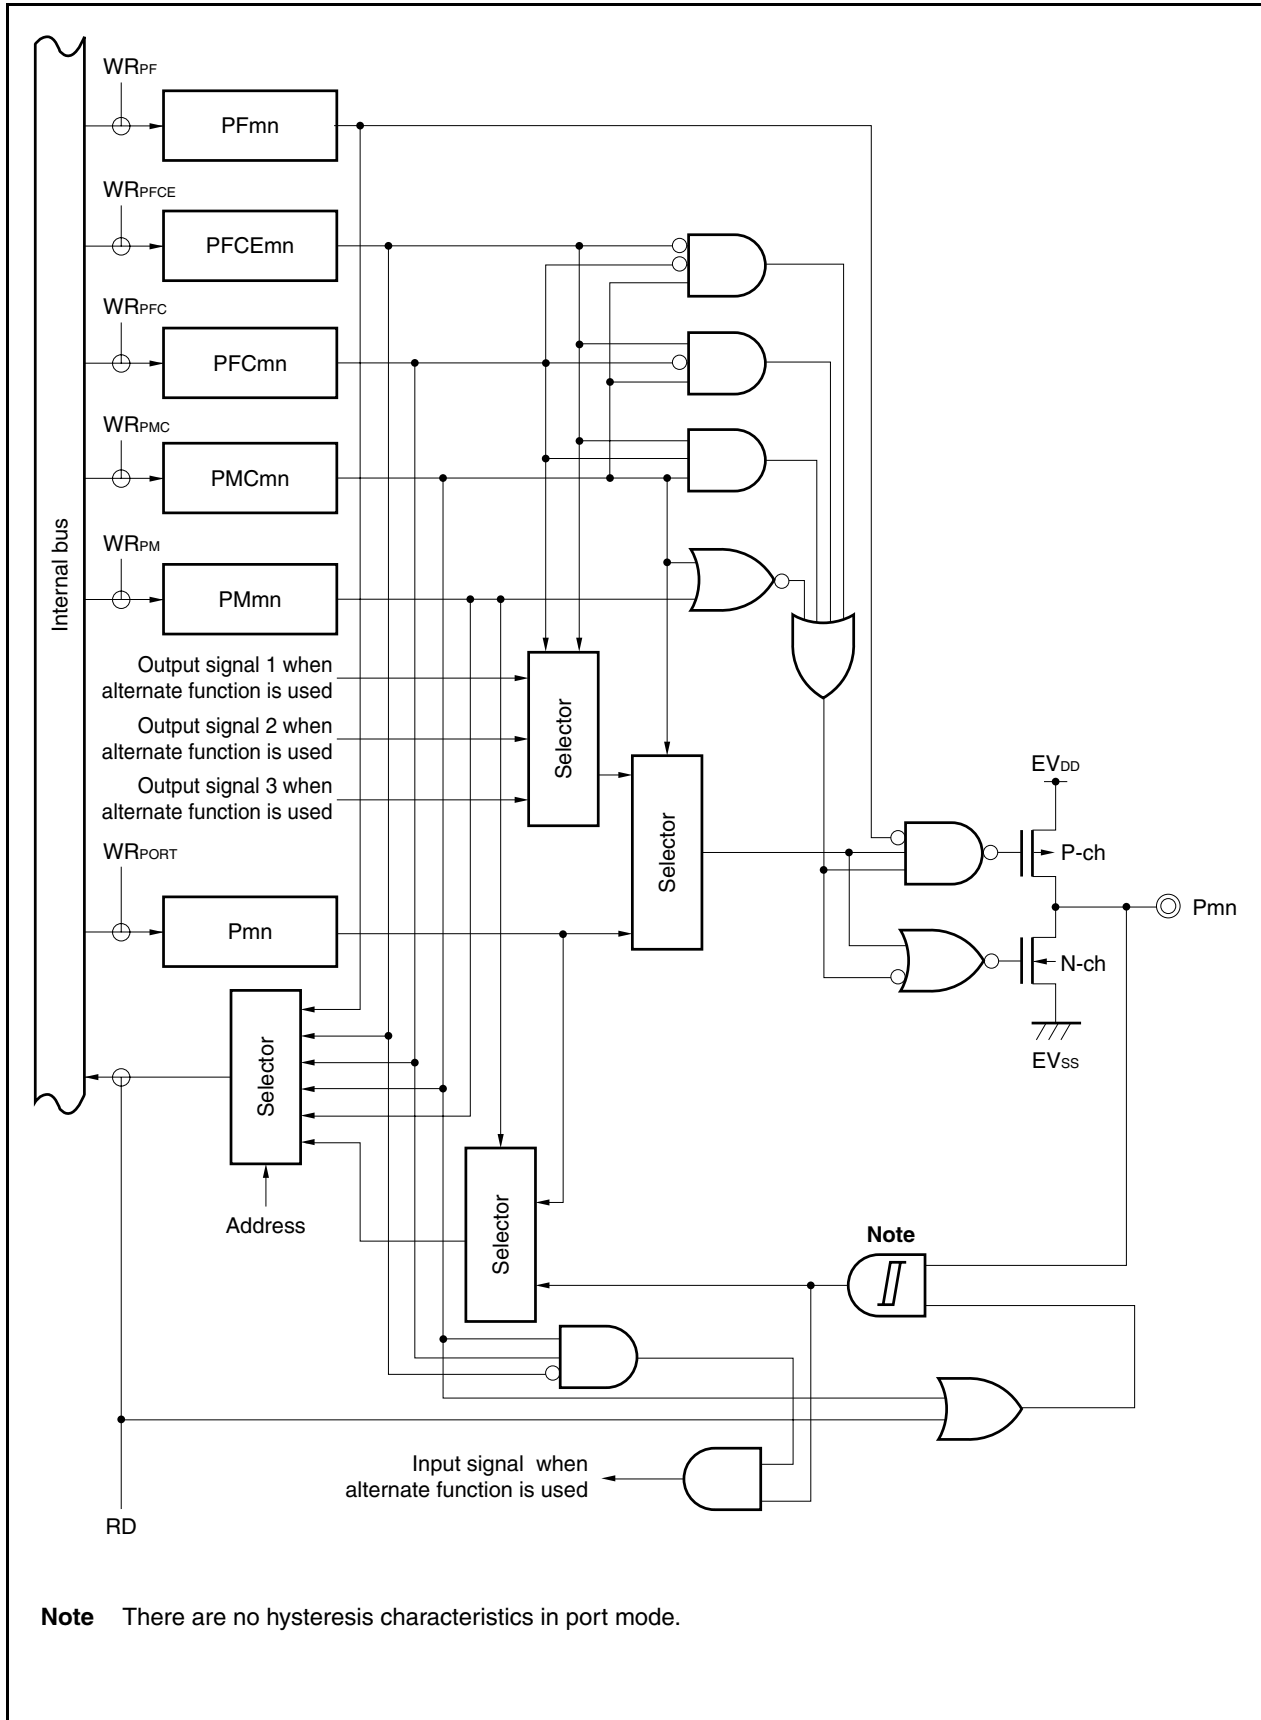 WRPF
PFmn
WRPFCE
PFCEmn
WRPFC
PFCmn
WRPMC
PMCmn
WRPM
PMmn
Internal bus
Output signal 1 when
alternate function is used
Output signal 2 when
alternate function is used
Output signal 3 when
alternate function is used
Selector
Selector
WRPORT
Pmn
EVDD
P-ch
Pmn
N-ch
EVSS
Selector
Address
Selector
Note
Input signal when
alternate function is used
RD
Note There are no hysteresis characteristics in port mode.